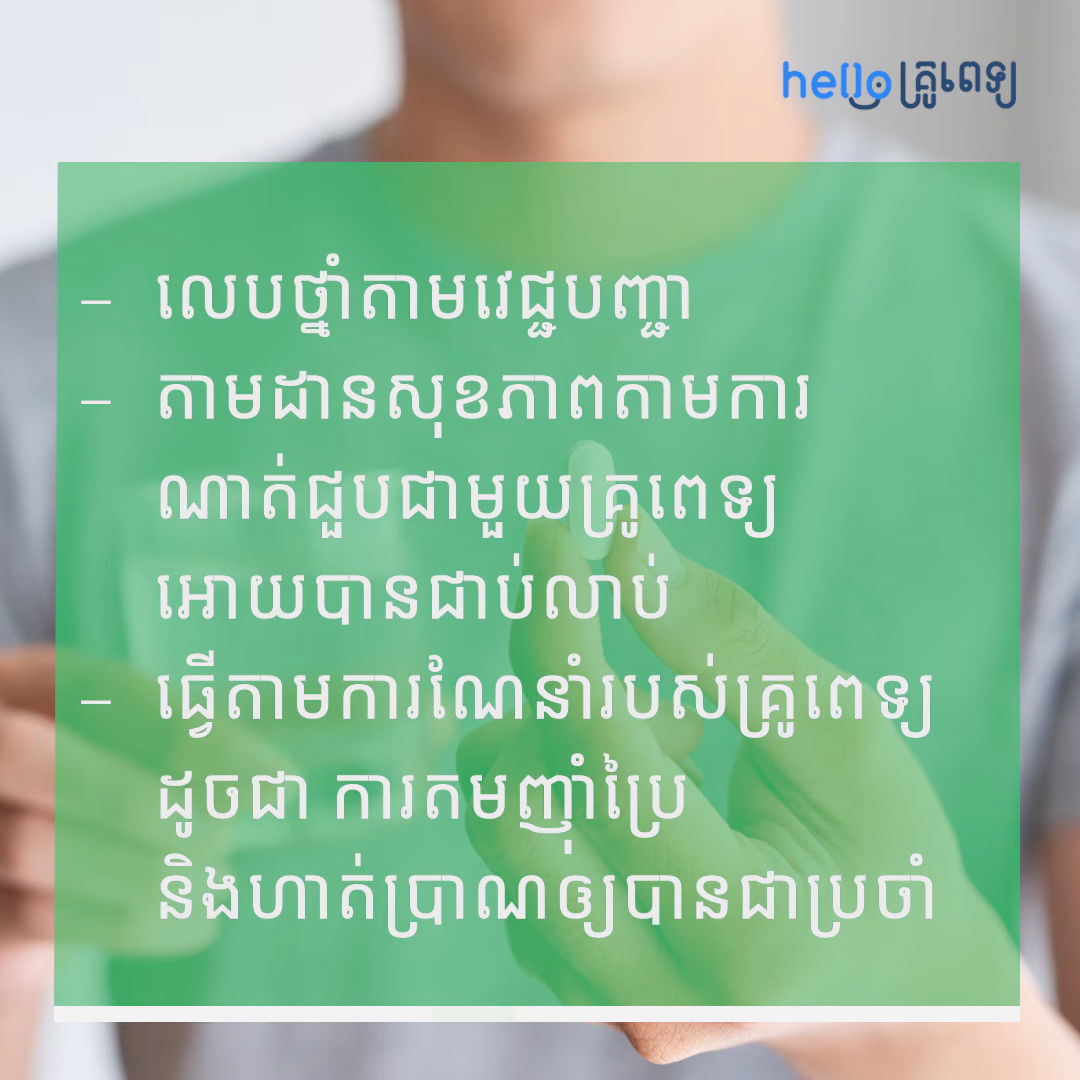 hello គ្រូពេទ្យ
– លេបថ្នាំតាមវេជ្ជបញ្ជា
– តាមដានសុខភាពតាមការ
ណាត់ជួបជាមួយគ្រូពេទ្យ
អោយបានជាប់លាប់
– ធ្វើតាមការណែនាំរបស់គ្រូពេទ្យ
ដូចជា ការតមញ៉ាំប្រៃ
និងហាត់ប្រាណឲ្យបានជាប្រចាំ